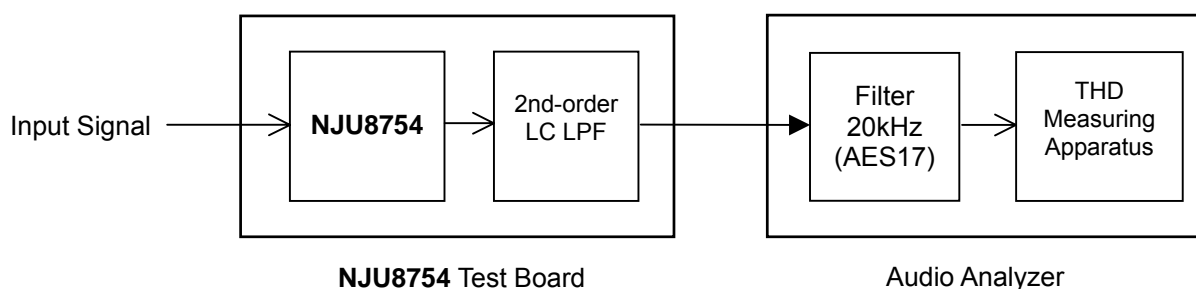 Input Signal
NJU8754
2nd-order
LC LPF
Filter
20kHz
(AES17)
THD
Measuring
Apparatus
NJU8754 Test Board
Audio Analyzer